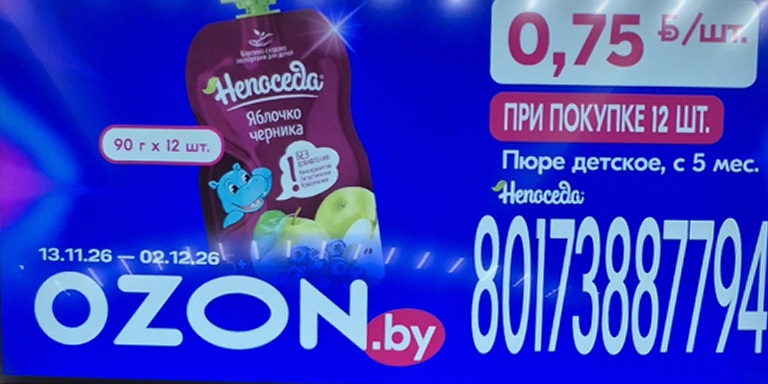 0,75 Б/шт.
ПРИ ПОКУПКЕ 12 ШТ.
Пюре детское, с 5 мес.
Непоседа
80173887794
Непоседа
Яблочко
черника
БЕЗ
90 г х 12 шт.
13.11.26 — 02.12.26
OZON.by